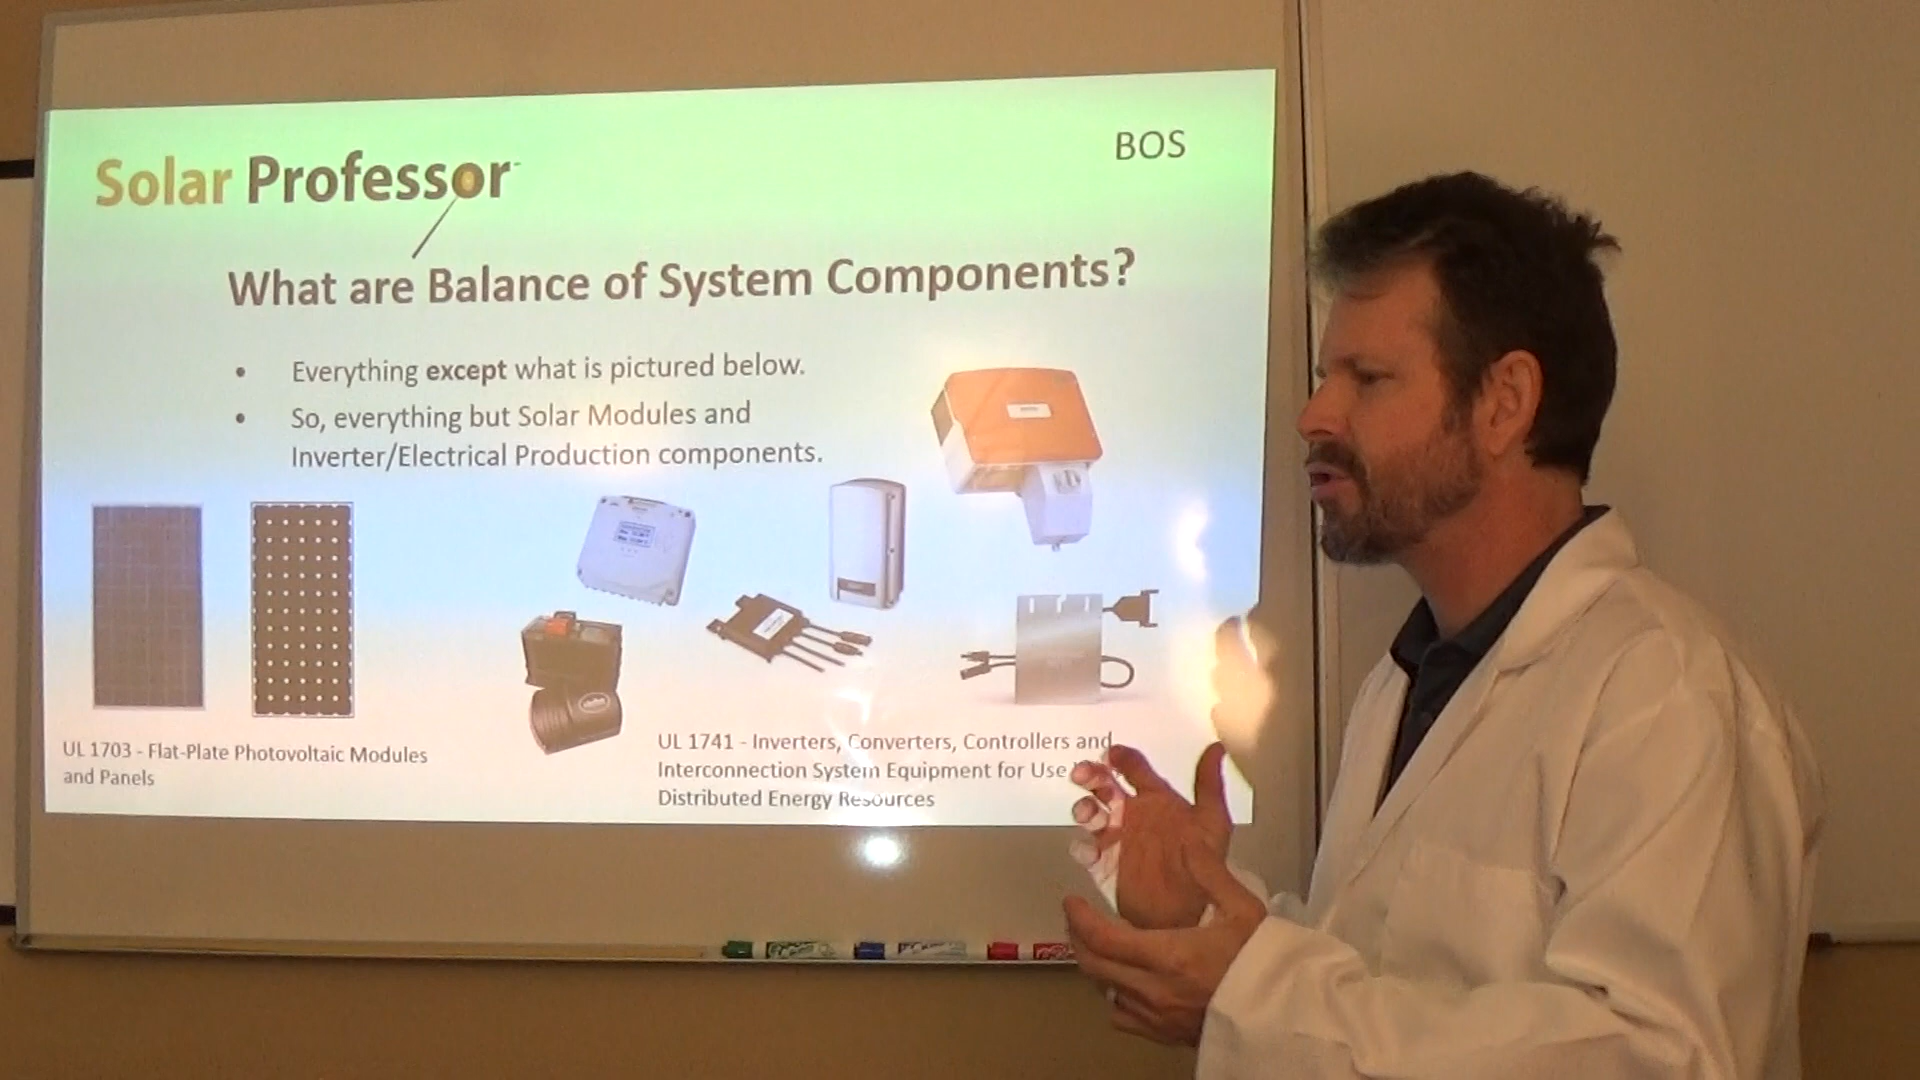 BOS
Solar Professor
What are Balance of System Components?
• Everything except what is pictured below.
• So, everything but Solar Modules and
Inverter/Electrical Production components.
UL 1703 - Flat-Plate Photovoltaic Modules
and Panels
UL 1741 - Inverters, Converters, Controllers and
Interconnection System Equipment for Use
Distributed Energy Resources